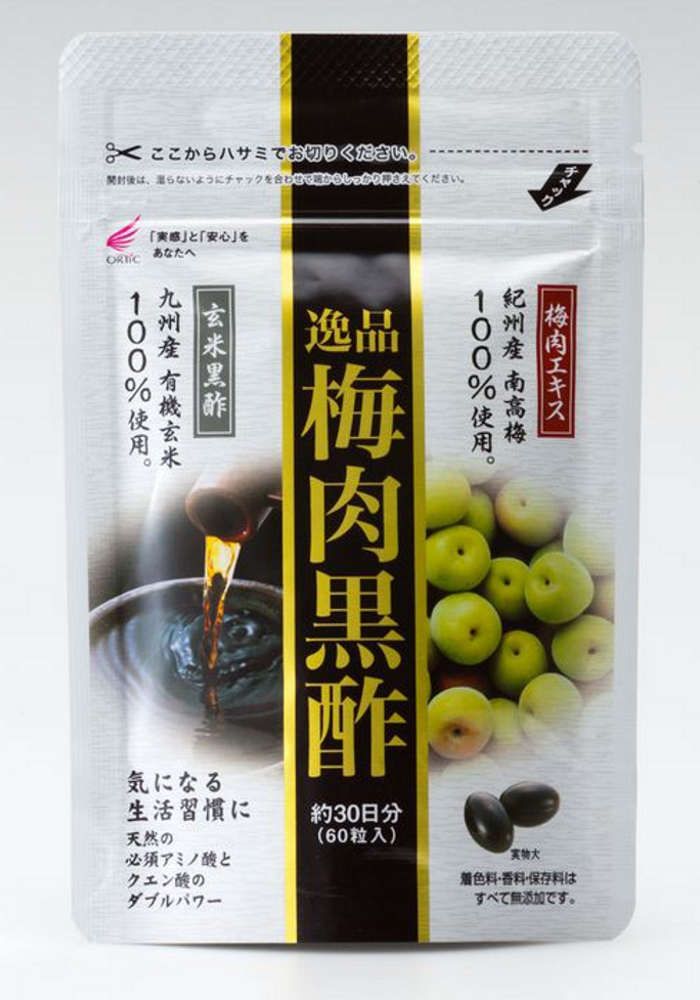 ここからハサミでお切りください。
開封後は、湿らないようにチャックを合わせて端からしっかり押さえてください。
チャック
ORTIC
「実感」と「安心」を
あなたへ
梅肉エキス
紀州産 南高梅
100%使用。
逸品
梅肉黒酢
玄米黒酢
九州産 有機玄米
100%使用。
気になる
生活習慣に
天然の
必須アミノ酸と
クエン酸の
ダブルパワー
約30日分
(60粒入)
実物大
着色料・香料・保存料は
すべて無添加です。